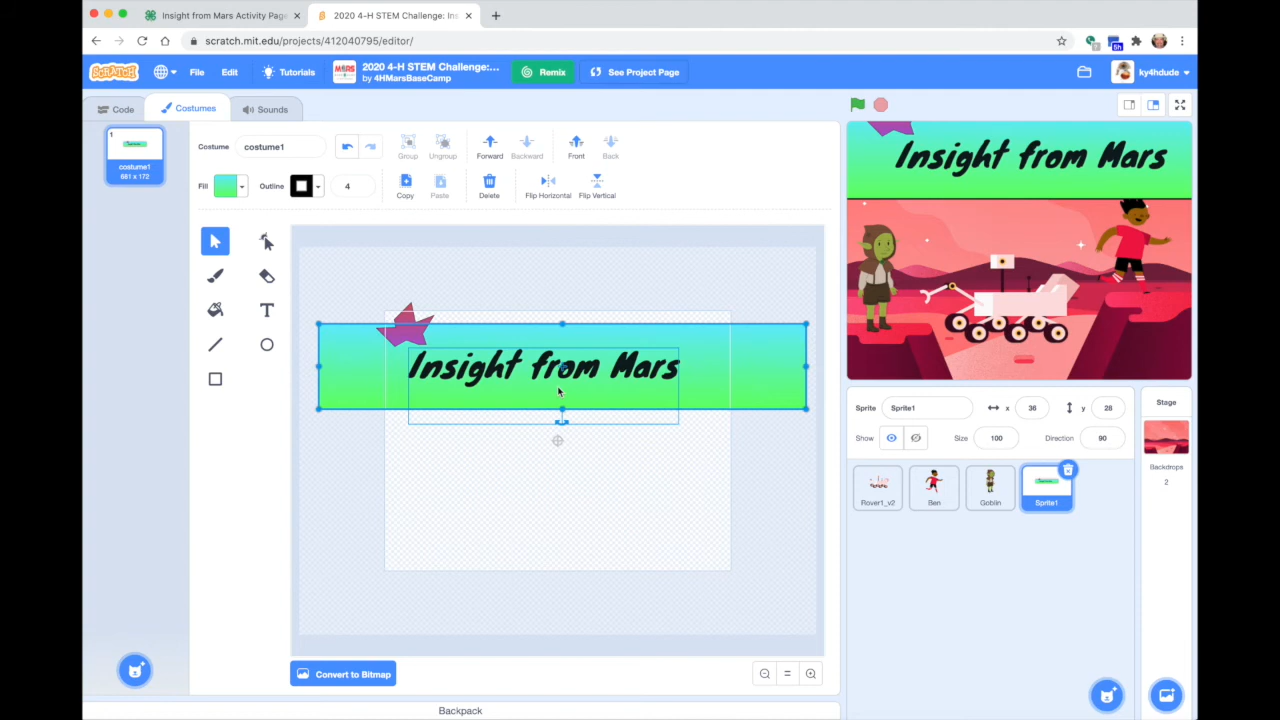 Insight from Mars Activity Page
2020 4-H STEM Challenge: Ins
scratch.mit.edu/projects/412040795/editor/
SCRATCH
File
Edit
Tutorials
2020 4-H STEM Challenge:...
by 4HMarsBaseCamp
Remix
See Project Page
ky4hdude
Code
Costumes
Sounds
1
costume1
681 x 172
Costume
costume1
Group
Ungroup
Forward
Backward
Front
Back
Fill
Outline
4
Copy
Paste
Delete
Flip Horizontal
Flip Vertical
Insight from Mars
Convert to Bitmap
Backpack
Insight from Mars
Sprite
Sprite1
x
36
y
28
Show
Size
100
Direction
90
Rover1_v2
Ben
Goblin
Sprite1
Stage
Backdrops
2